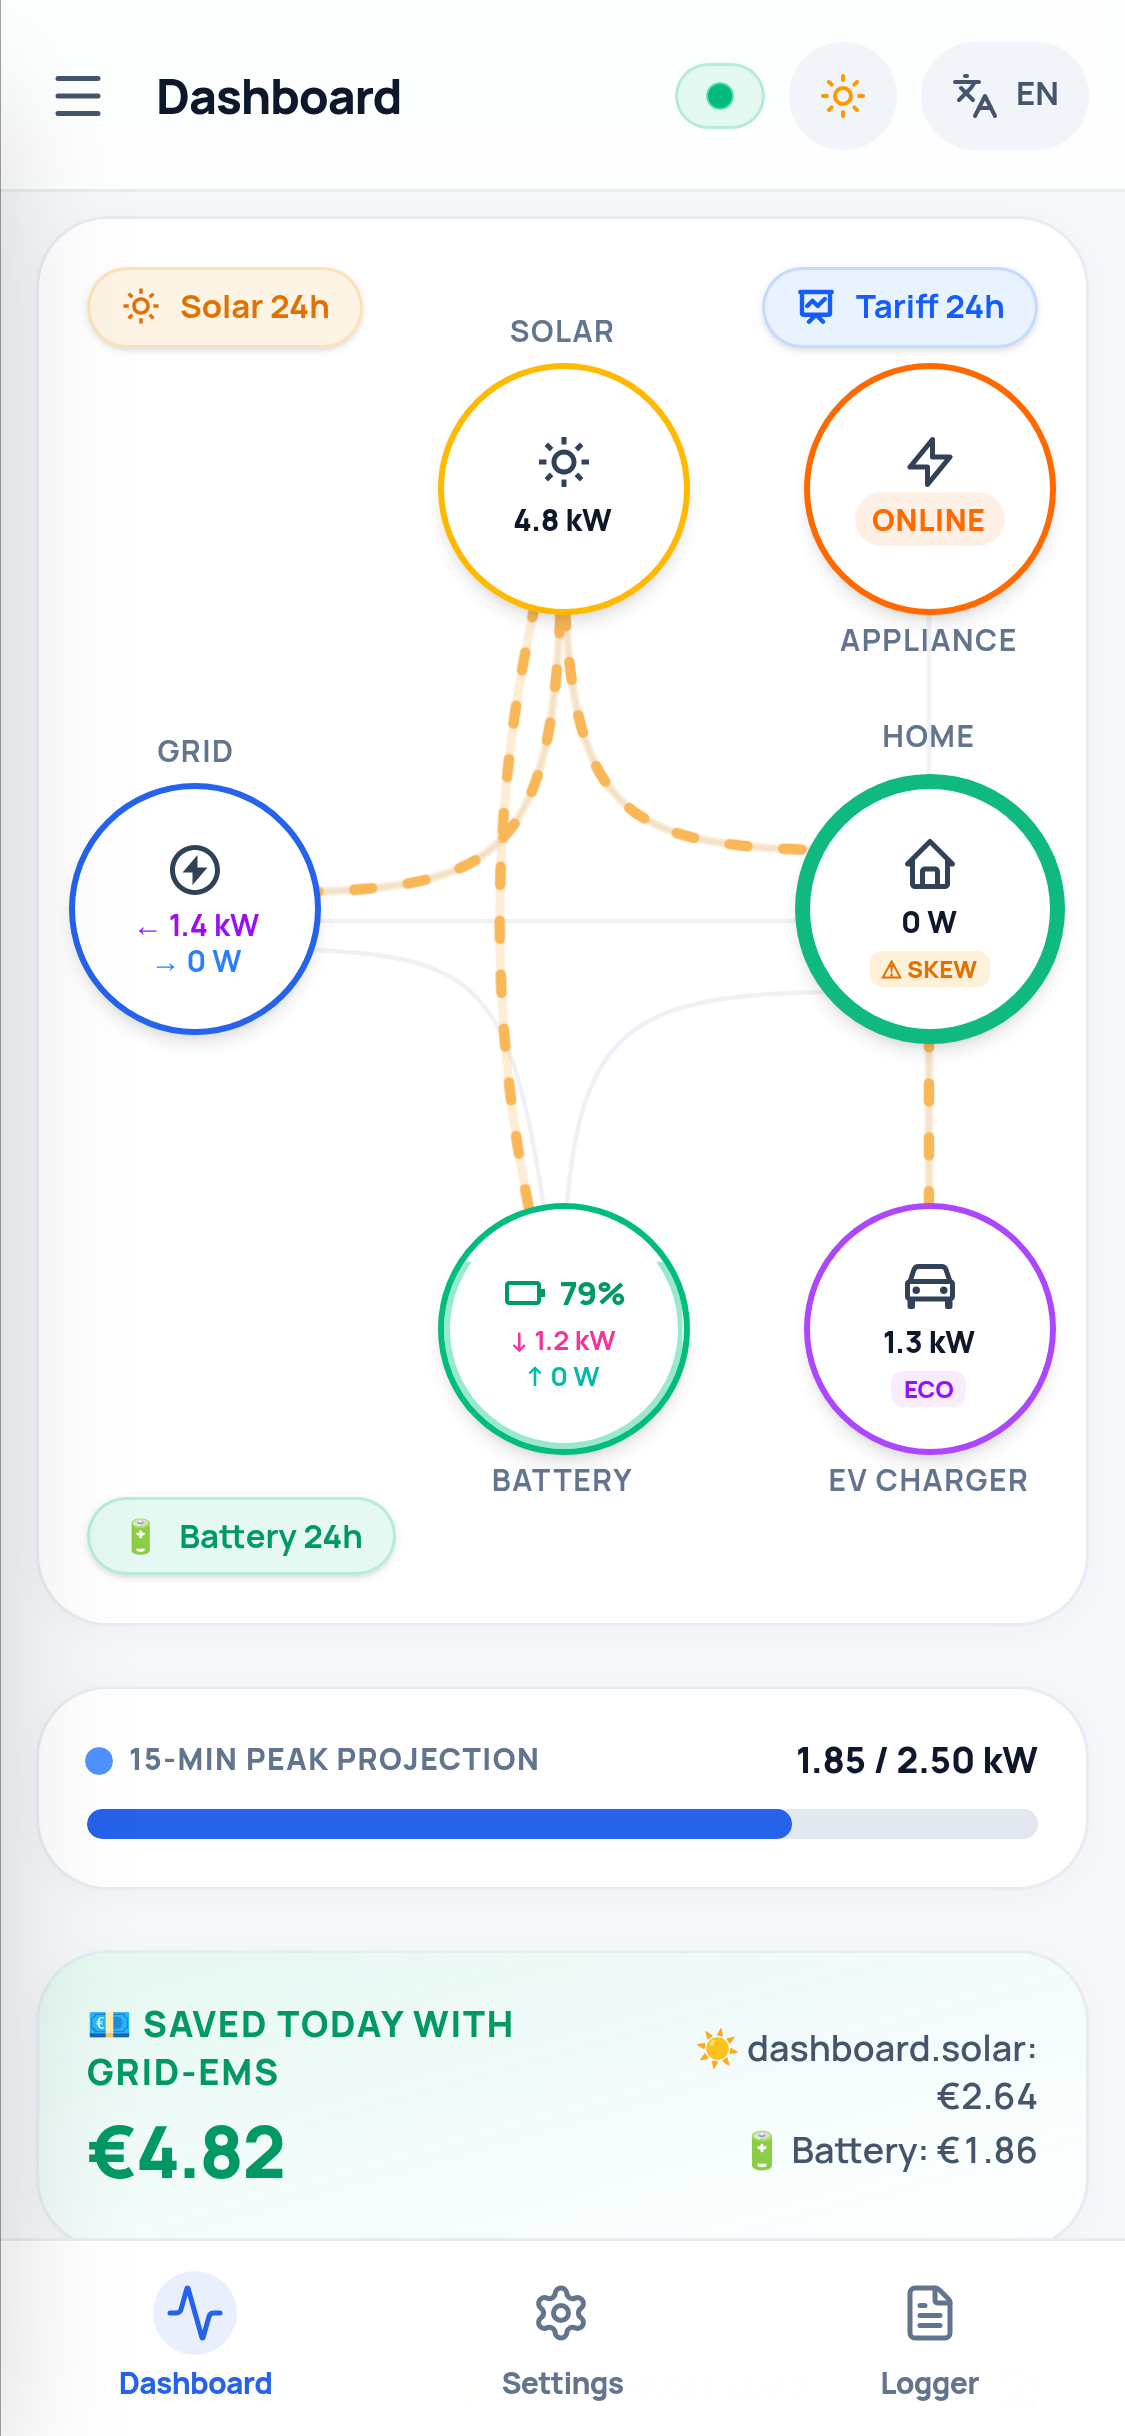 Dashboard
EN
Solar 24h
Tariff 24h
SOLAR
4.8 kW
ONLINE
APPLIANCE
GRID
← 1.4 kW
→ 0 W
HOME
0 W
⚠ SKEW
79%
↓ 1.2 kW
↑ 0 W
BATTERY
1.3 kW
ECO
EV CHARGER
🔋 Battery 24h
15-MIN PEAK PROJECTION
1.85 / 2.50 kW
💶 SAVED TODAY WITH
GRID-EMS
€4.82
☀️ dashboard.solar:
€2.64
🔋 Battery: €1.86
Dashboard
Settings
Logger